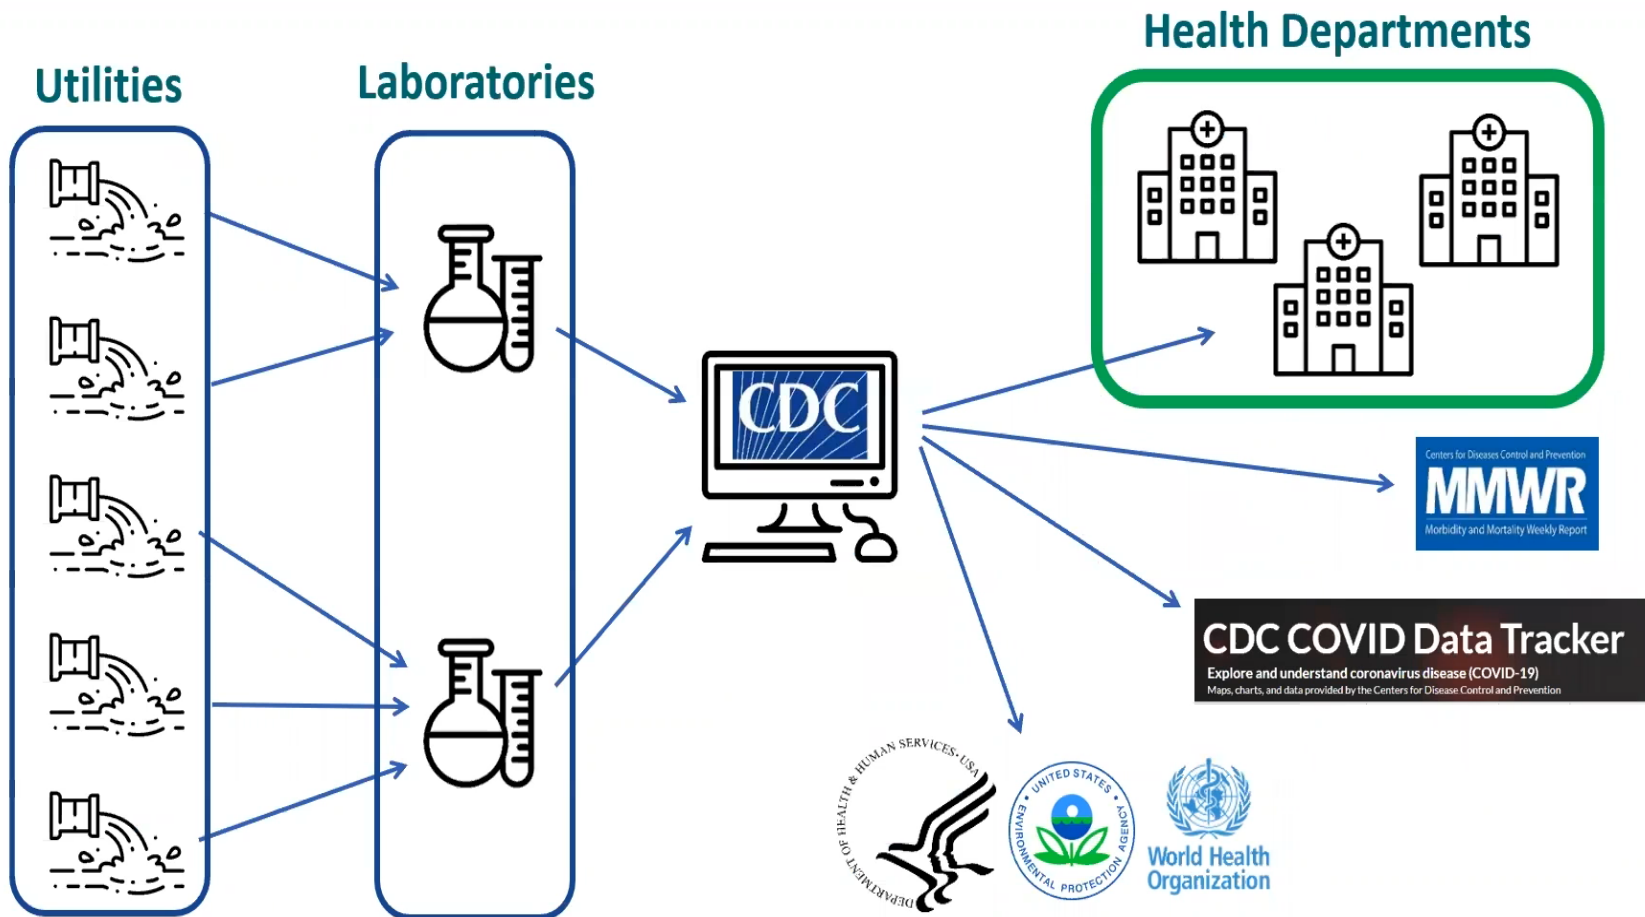 Utilities
Laboratories
Health Departments
CDC
Centers for Diseases Control and Prevention
MMWR
Morbidity and Mortality Weekly Report
CDC COVID Data Tracker
Explore and understand coronavirus disease (COVID-19)
Maps, charts, and data provided by the Centers for Disease Control and Prevention
DEPARTMENT OF HEALTH & HUMAN SERVICES · USA
UNITED STATES
ENVIRONMENTAL PROTECTION AGENCY
World Health
Organization